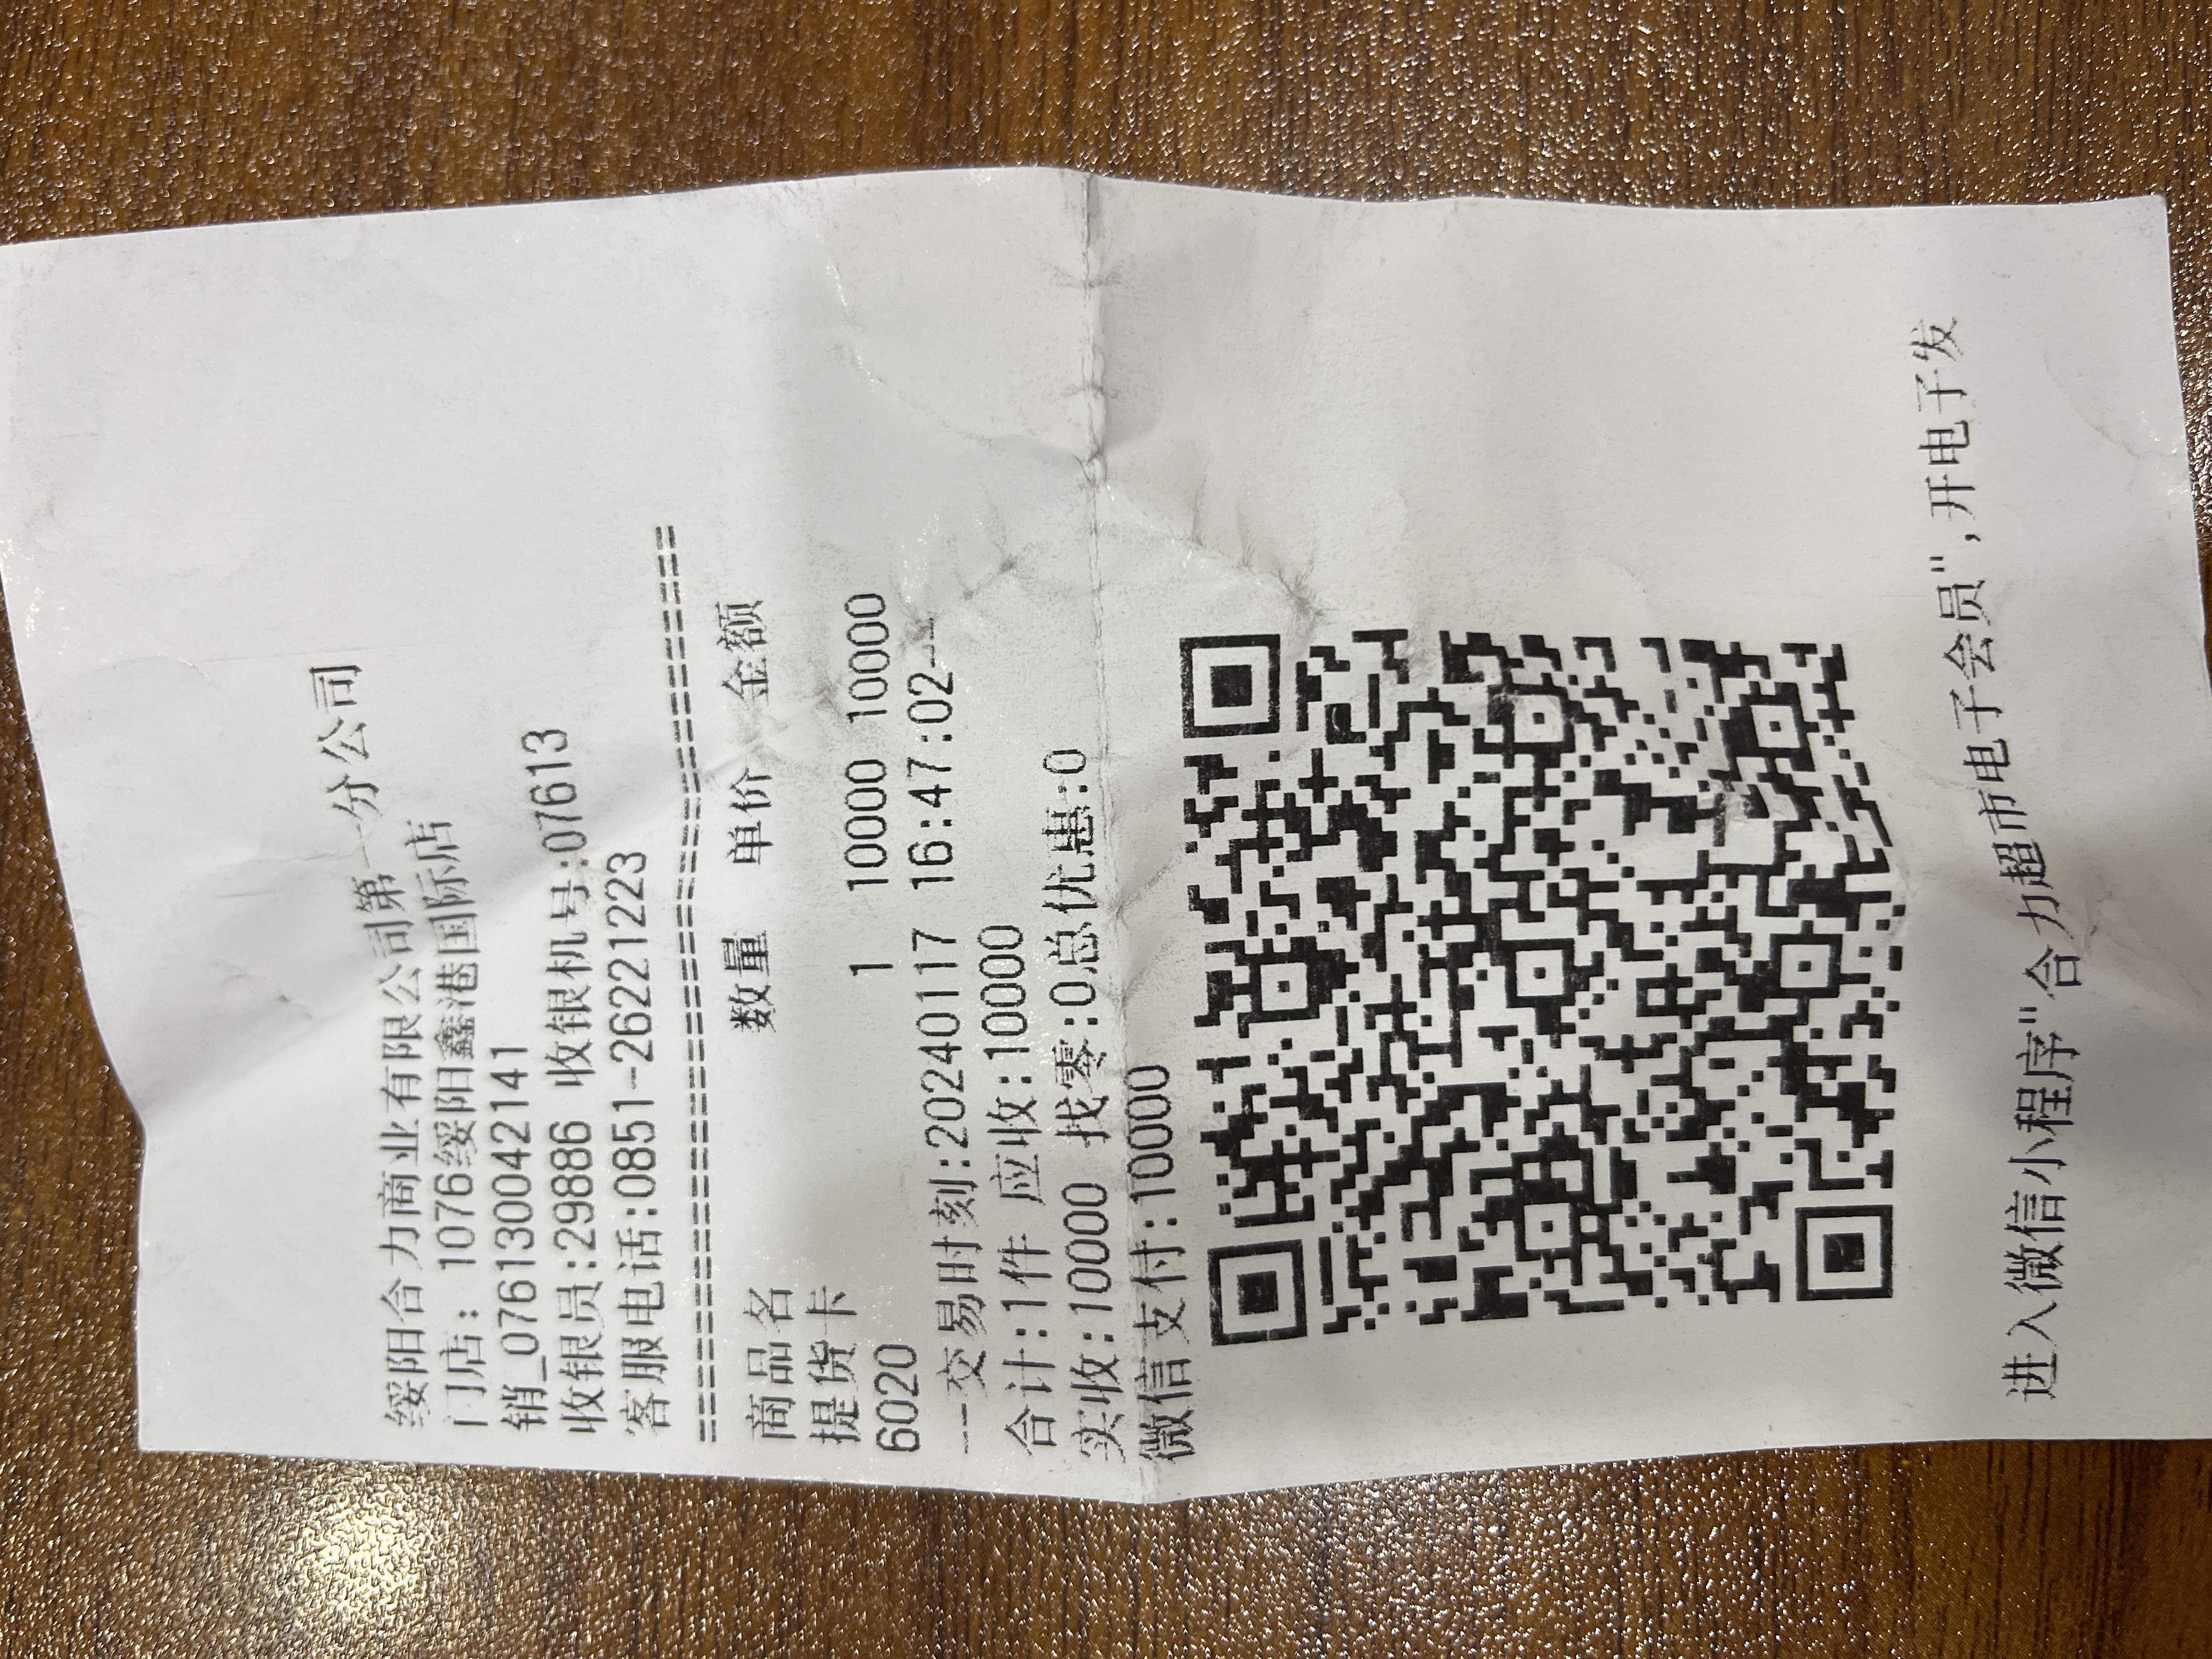 绥阳合力商业有限公司第一分公司
门店：1076绥阳鑫港国际店
销_0761300042141
收银员:29886 收银机号:07613
客服电话:0851-26221223
================================
商品名 数量 单价 金额
提货卡
6020 1 10000 10000
--交易时刻:20240117 16:47:02--
合计:1件 应收:10000
实收:10000 找零:0总优惠:0
微信支付:10000
进入微信小程序"合力超市电子会员",开电子发